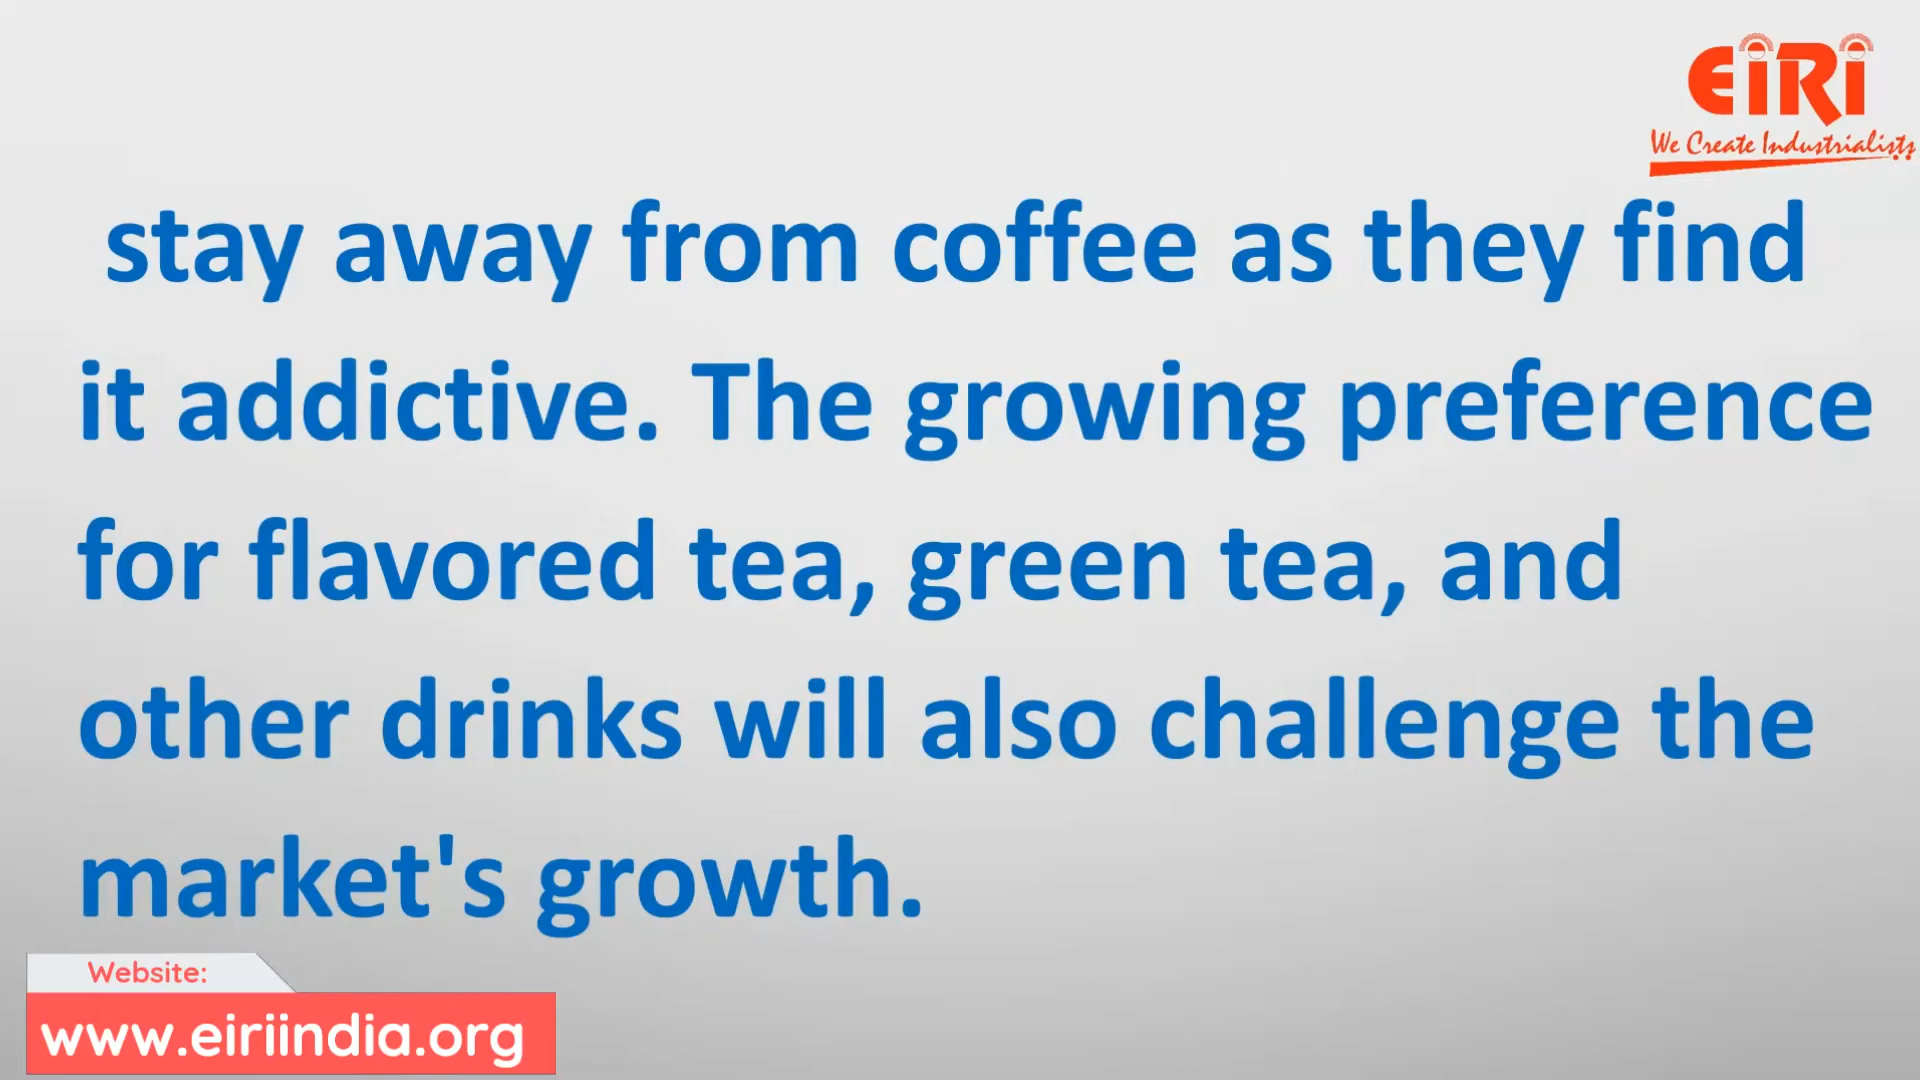 EiRi
We Create Industrialists
stay away from coffee as they find
it addictive. The growing preference
for flavored tea, green tea, and
other drinks will also challenge the
market's growth.
Website:
www.eiriindia.org